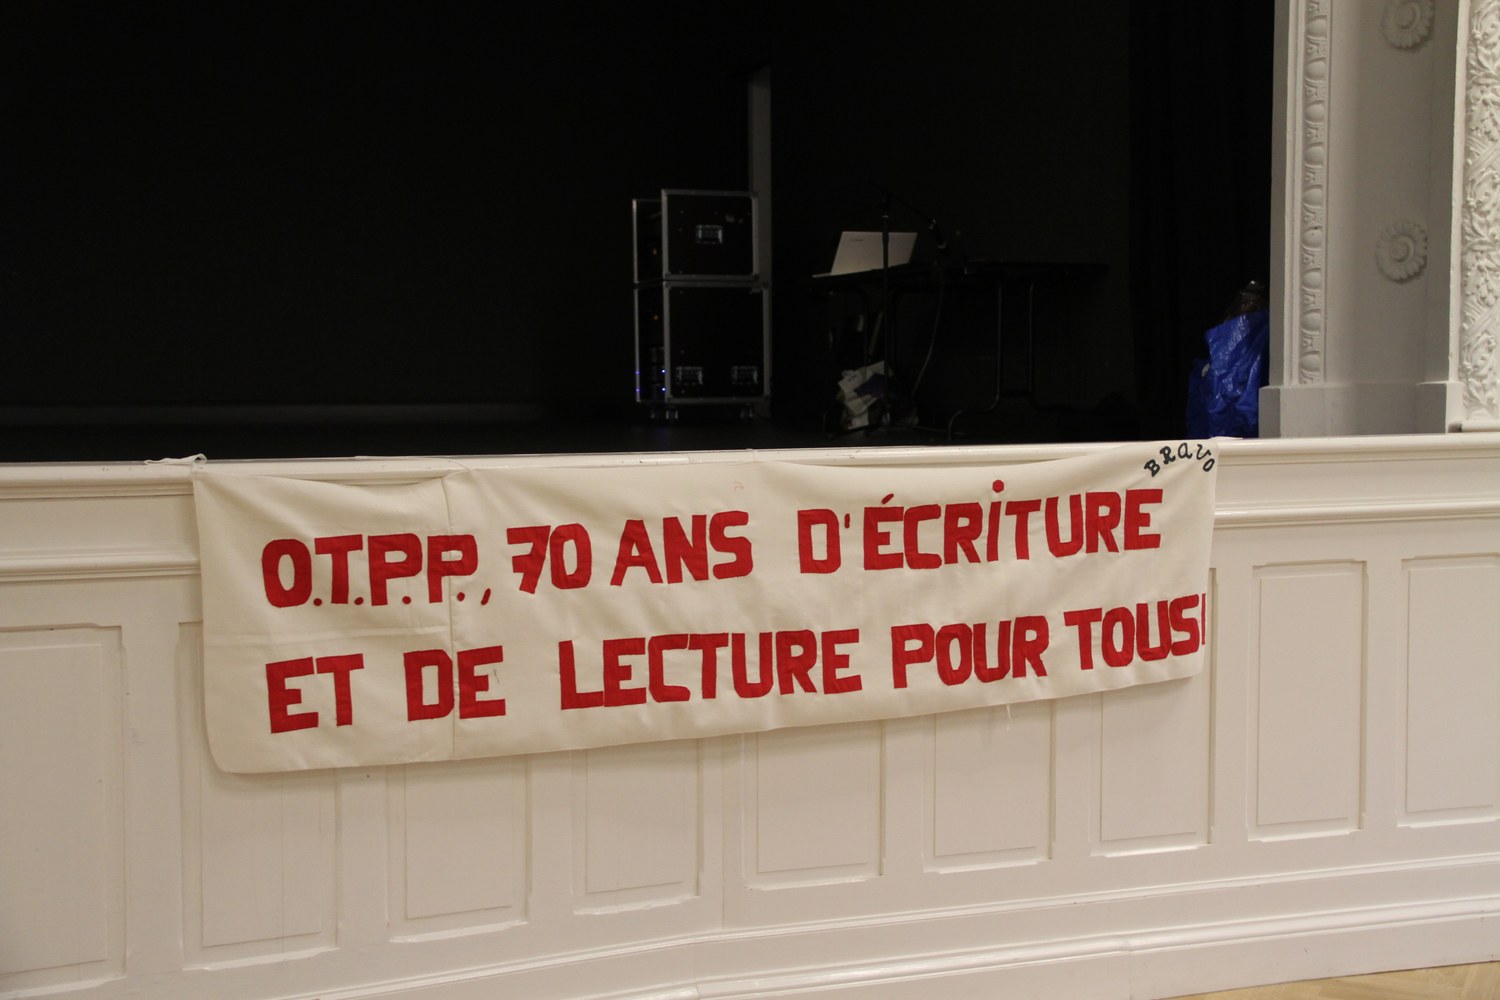 BRAVO
O.T.P.P., 70 ANS D'ÉCRITURE
ET DE LECTURE POUR TOUS!